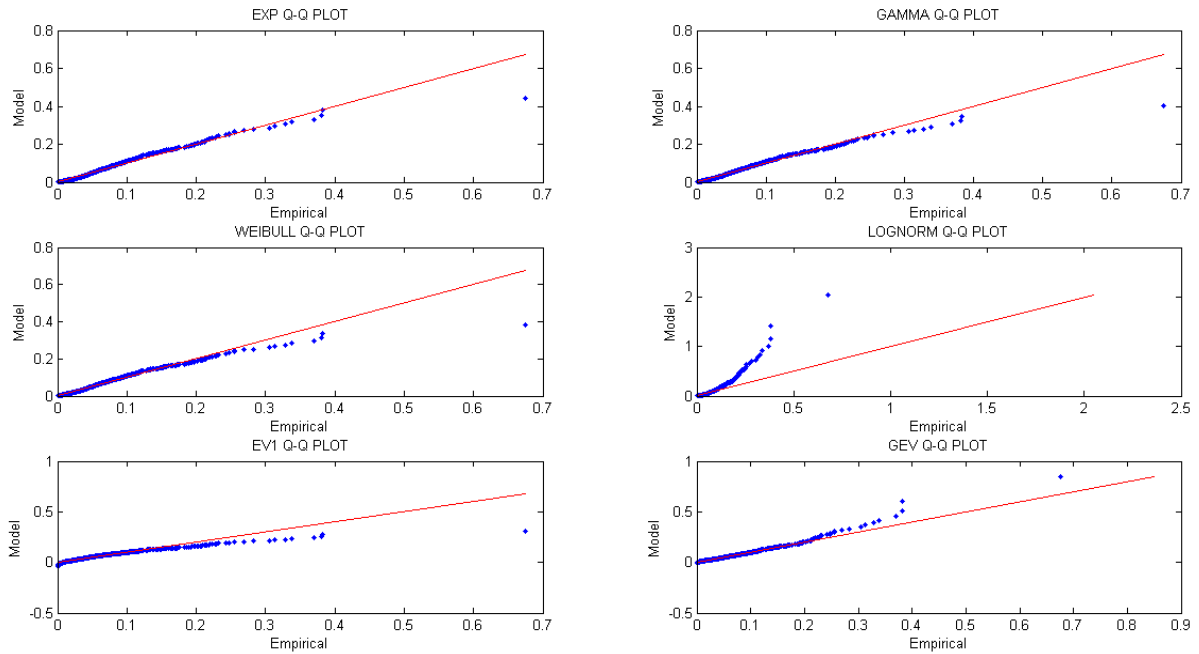 EXP Q-Q PLOT
0.8
0.6
0.4
0.2
0
Model
0 0.1 0.2 0.3 0.4 0.5 0.6 0.7
Empirical
GAMMA Q-Q PLOT
0.8
0.6
0.4
0.2
0
Model
0 0.1 0.2 0.3 0.4 0.5 0.6 0.7
Empirical
WEIBULL Q-Q PLOT
0.8
0.6
0.4
0.2
0
Model
0 0.1 0.2 0.3 0.4 0.5 0.6 0.7
Empirical
LOGNORM Q-Q PLOT
3
2
1
0
Model
0 0.5 1 1.5 2 2.5
Empirical
EV1 Q-Q PLOT
1
0.5
0
-0.5
Model
0 0.1 0.2 0.3 0.4 0.5 0.6 0.7
Empirical
GEV Q-Q PLOT
1
0.5
0
-0.5
Model
0 0.1 0.2 0.3 0.4 0.5 0.6 0.7 0.8 0.9
Empirical